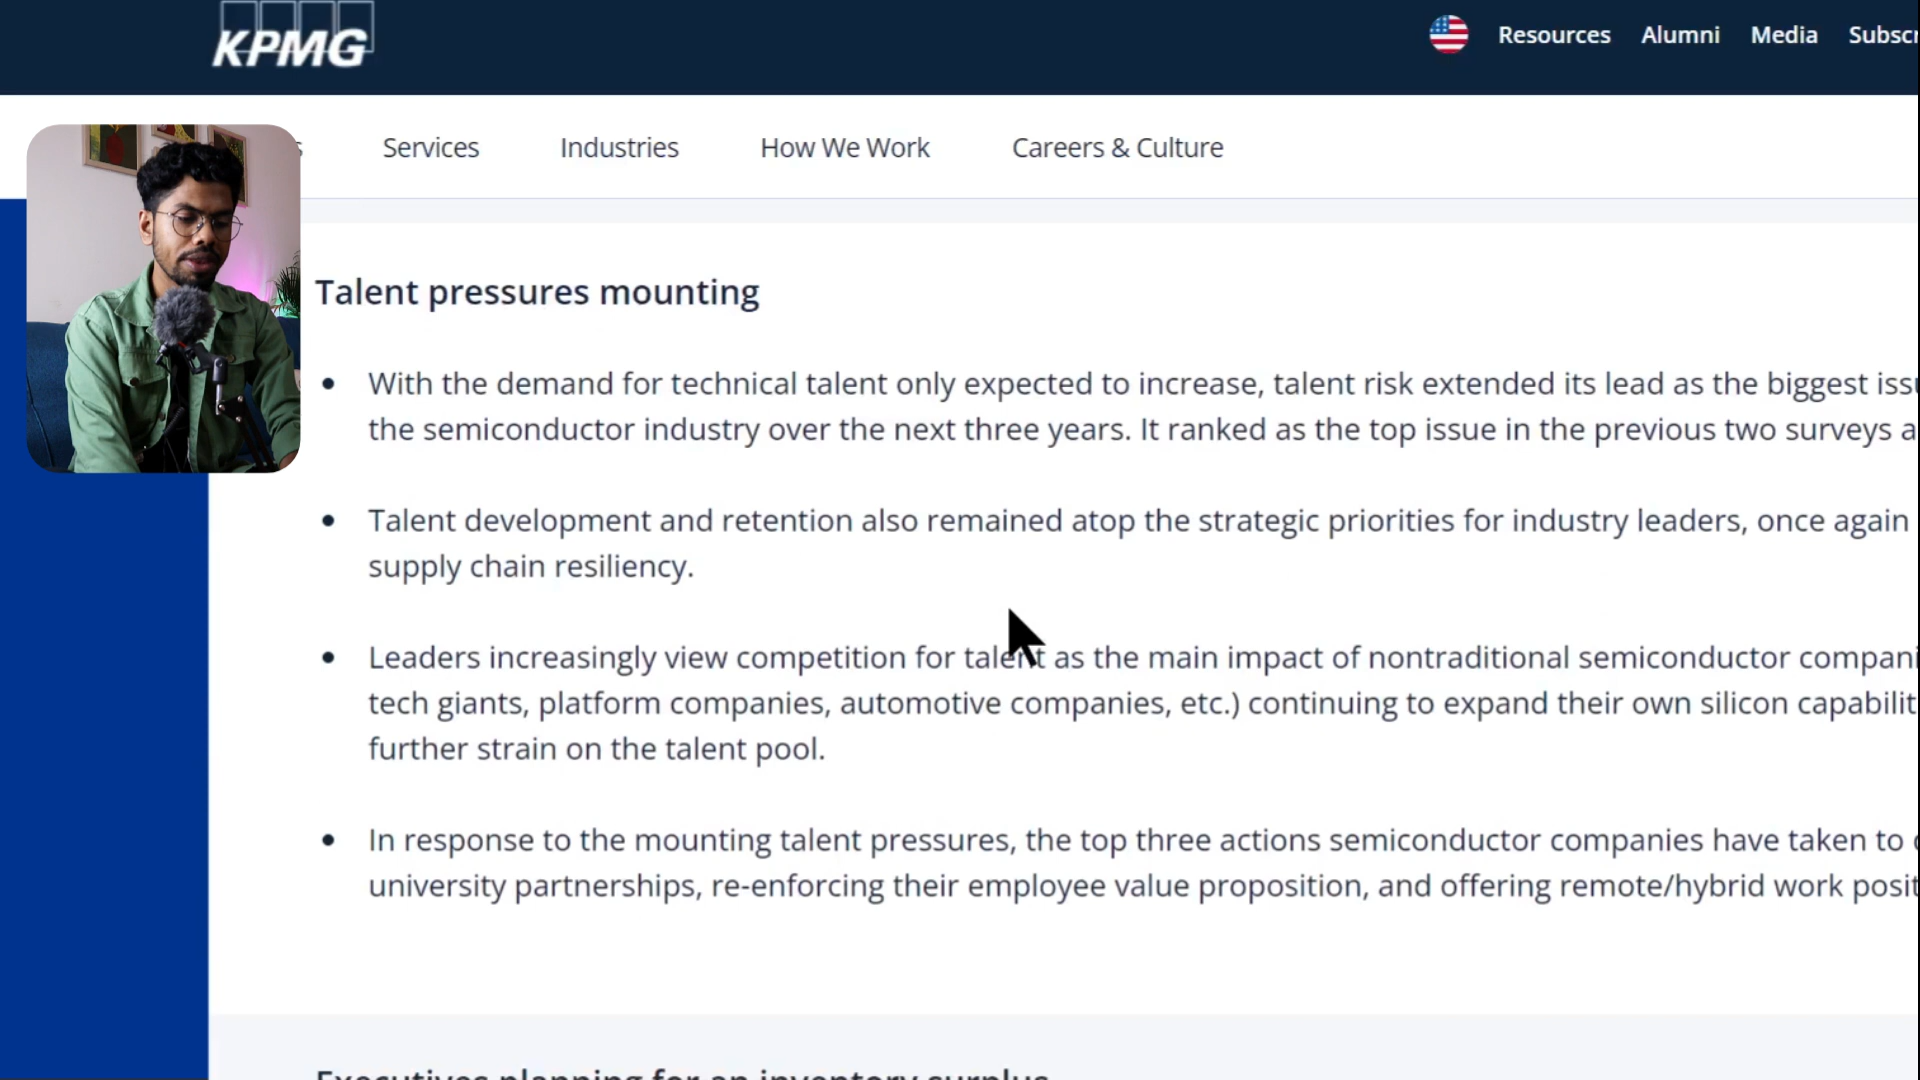 KPMG
Resources Alumni Media
Services Industries How We Work Careers & Culture
Talent pressures mounting
With the demand for technical talent only expected to increase, talent risk extended its lead as the biggest
the semiconductor industry over the next three years. It ranked as the top issue in the previous two surveys
Talent development and retention also remained atop the strategic priorities for industry leaders, once again
supply chain resiliency.
Leaders increasingly view competition for talent as the main impact of nontraditional semiconductor
tech giants, platform companies, automotive companies, etc.) continuing to expand their own silicon
further strain on the talent pool.
In response to the mounting talent pressures, the top three actions semiconductor companies have taken to
university partnerships, re-enforcing their employee value proposition, and offering remote/hybrid work
Executives planning for an inventory surplus